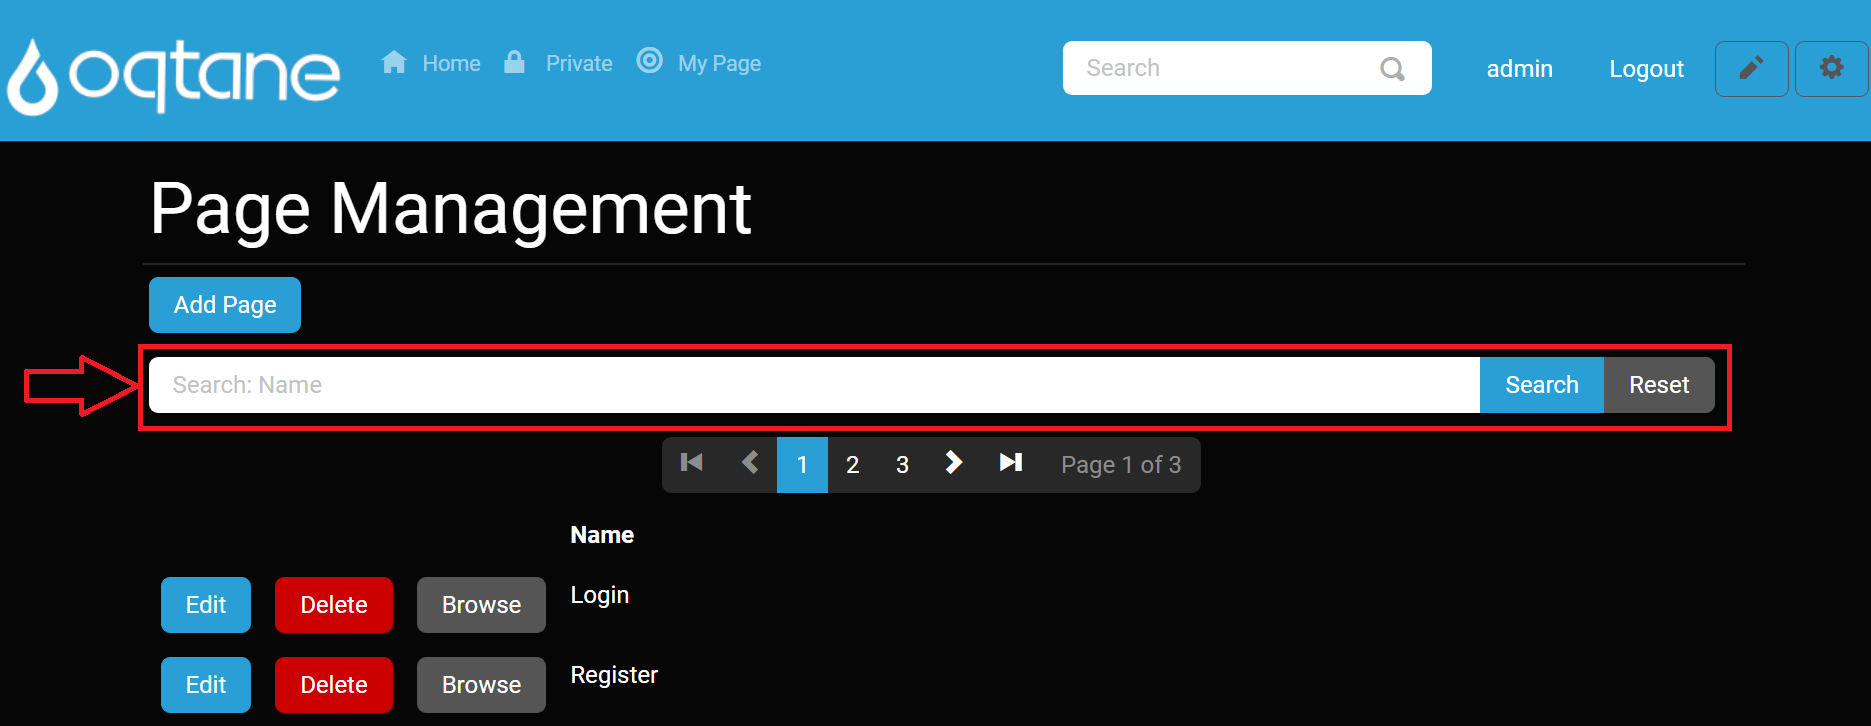 oqtane Home Private My Page Search admin Logout
Page Management
Add Page
Search: Name Search Reset
1 2 3 Page 1 of 3
Name
Edit Delete Browse Login
Edit Delete Browse Register